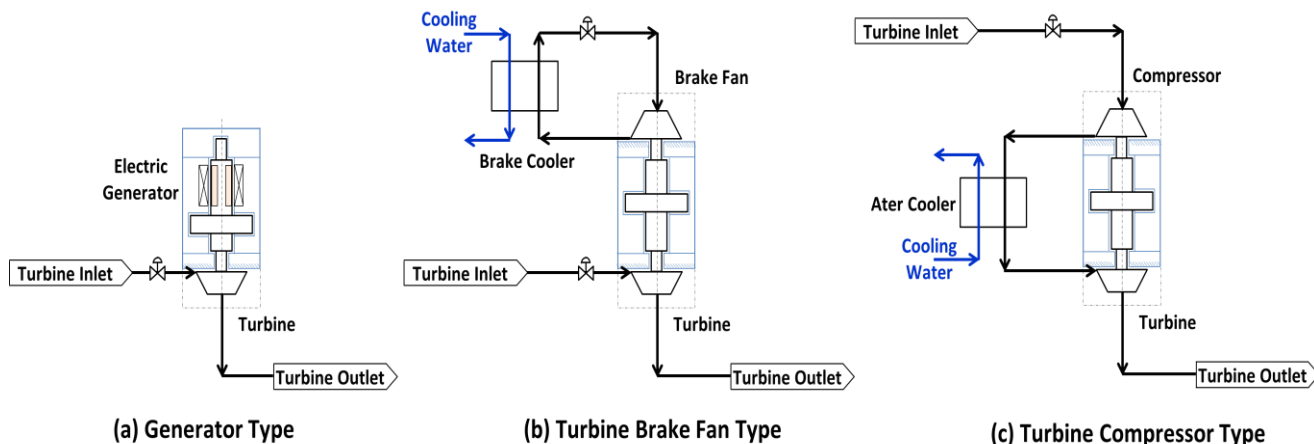 Electric
Generator
Turbine Inlet
Turbine
Turbine Outlet
(a) Generator Type
Cooling
Water
Brake Fan
Brake Cooler
Turbine Inlet
Turbine
Turbine Outlet
(b) Turbine Brake Fan Type
Turbine Inlet
Compressor
Ater Cooler
Cooling
Water
Turbine
Turbine Outlet
(c) Turbine Compressor Type